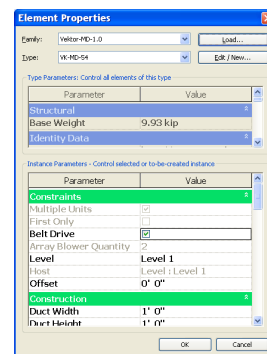 Element Properties
Family: Vektor-MD-1.0 Load...
Type: VK-MD-54 Edit / New...
Type Parameters: Control all elements of this type
Parameter Value
Structural
Base Weight 9.93 kip
Identity Data
Instance Parameters - Control selected or to-be-created instance
Parameter Value
Constraints
Multiple Units
First Only
Belt Drive
Array Blower Quantity 2
Level Level 1
Host Level : Level 1
Offset 0' 0"
Construction
Duct Width 1' 0"
Duct Height 1' 0"
OK Cancel